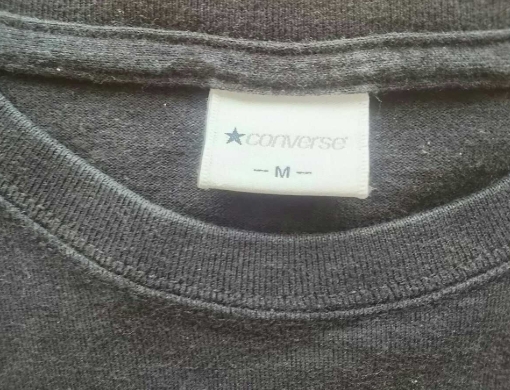 converse
— M —